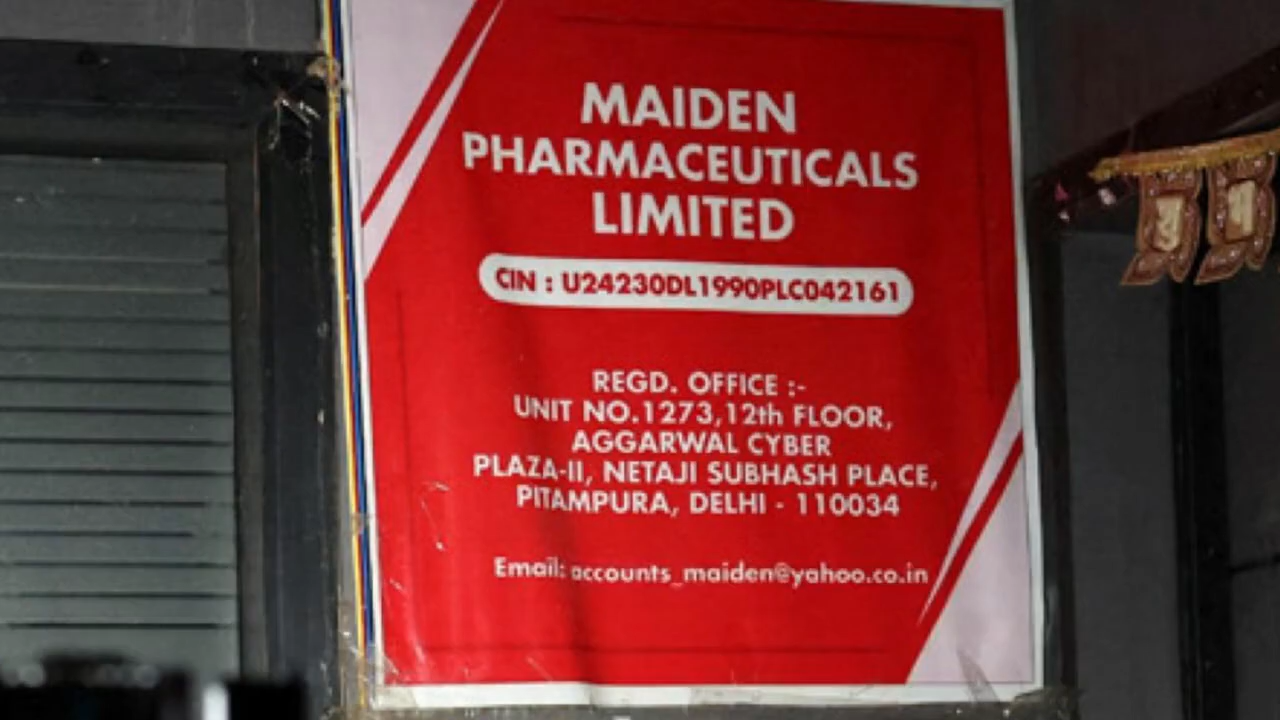 MAIDEN
PHARMACEUTICALS
LIMITED
CIN : U24230DL1990PLC042161
REGD. OFFICE :-
UNIT NO.1273,12th FLOOR,
AGGARWAL CYBER
PLAZA-II, NETAJI SUBHASH PLACE,
PITAMPURA, DELHI - 110034
Email: accounts_maiden@yahoo.co.in